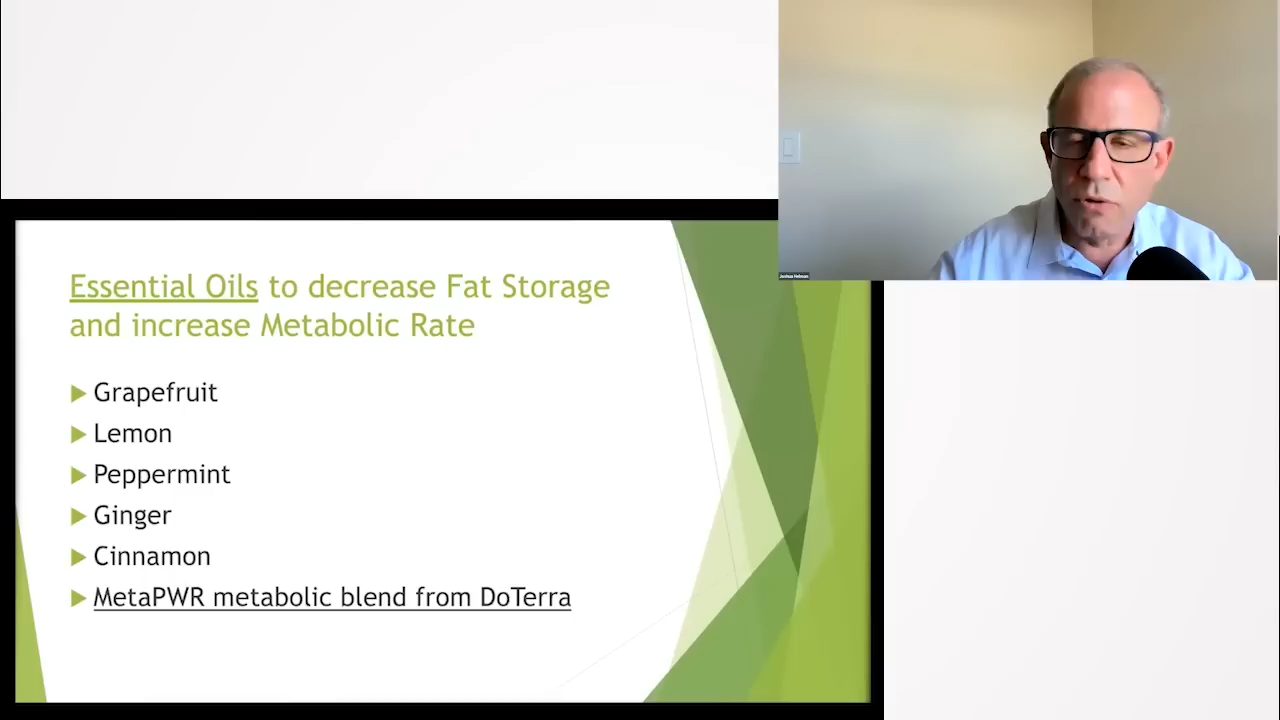 Essential Oils to decrease Fat Storage
and increase Metabolic Rate
Grapefruit
Lemon
Peppermint
Ginger
Cinnamon
MetaPWR metabolic blend from DoTerra